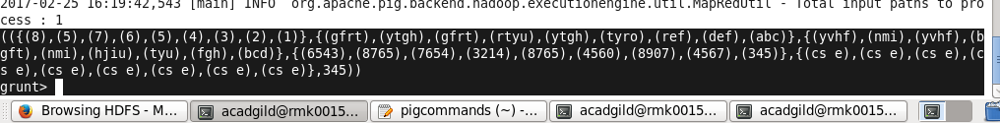 2017-02-25 16:19:42,543 [main] INFO  org.apache.pig.backend.hadoop.executionengine.util.MapRedUtil - Total input paths to pro
cess : 1
(({(8),(5),(7),(6),(5),(4),(3),(2),(1)},{(gfrt),(ytgh),(gfrt),(rtyu),(ytgh),(tyro),(ref),(def),(abc)},{(yvhf),(nmi),(yvhf),(b
gft),(nmi),(hjiu),(tyu),(fgh),(bcd)},{(6543),(8765),(7654),(3214),(8765),(4560),(8907),(4567),(345)},{(cs e),(cs e),(cs e),(c
s e),(cs e),(cs e),(cs e),(cs e),(cs e)},345))
grunt>
Browsing HDFS - M... acadgild@rmk0015... pigcommands (~) -... acadgild@rmk0015... acadgild@rmk0015...